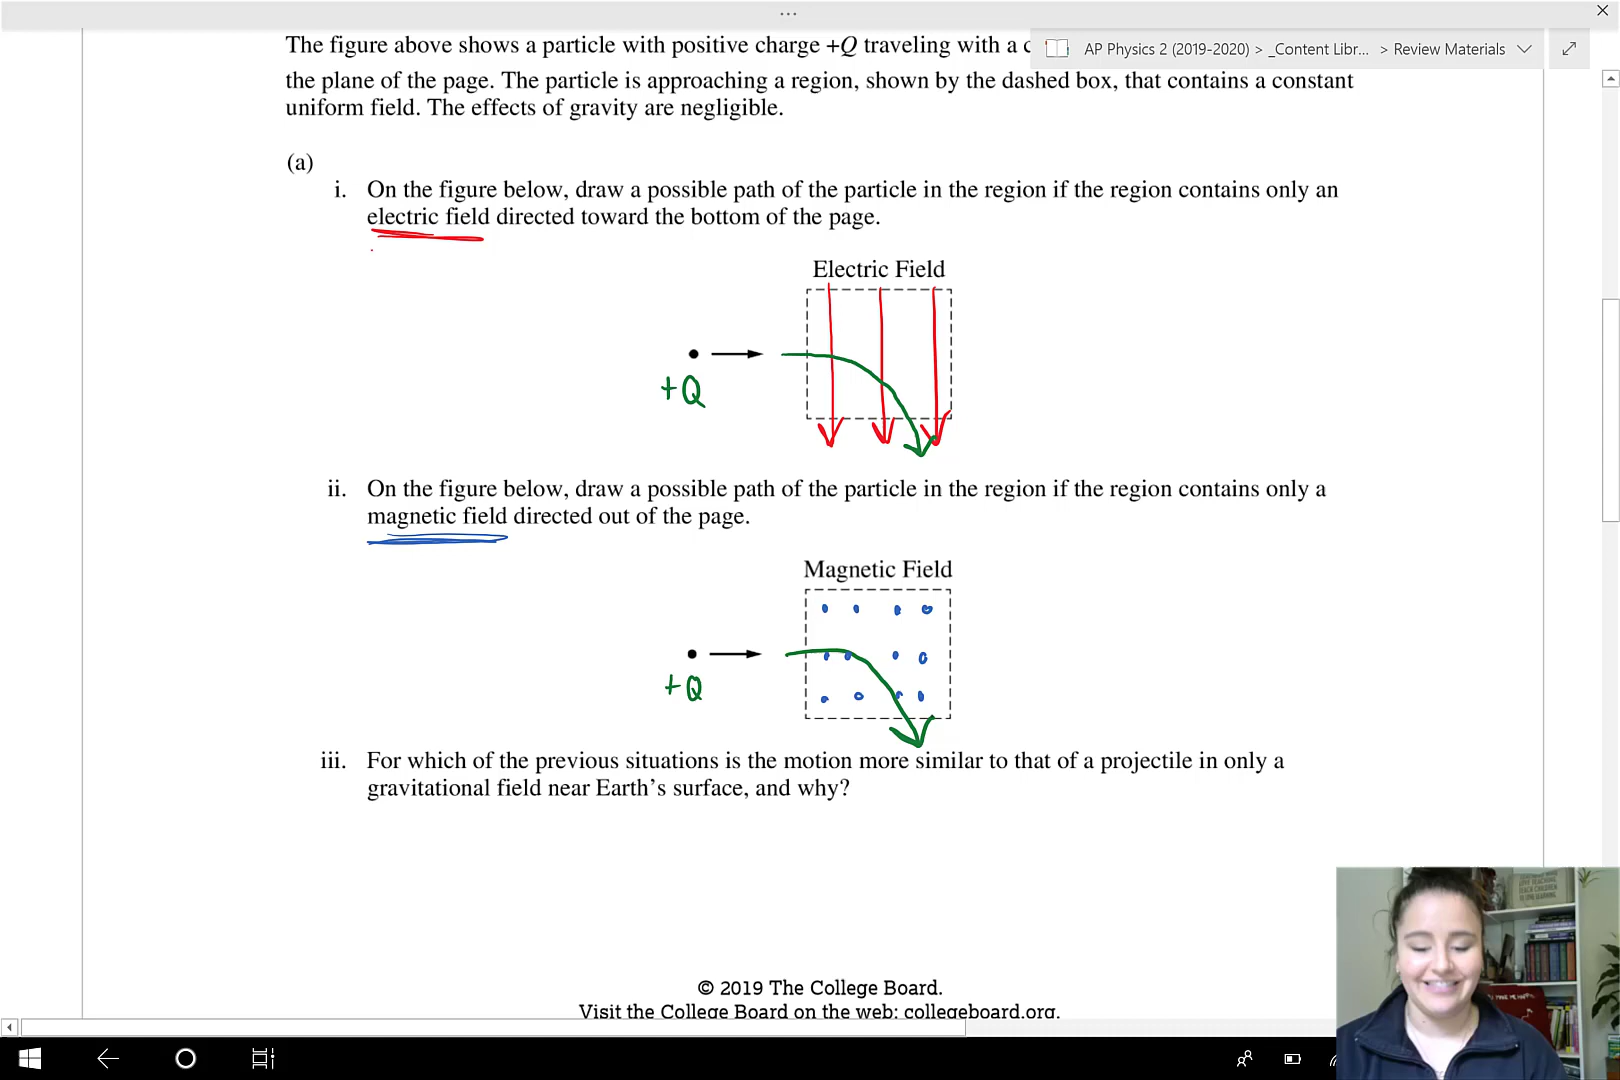 ...
The figure above shows a particle with positive charge +Q traveling with a c
AP Physics 2 (2019-2020) > _Content Libr... > Review Materials
the plane of the page. The particle is approaching a region, shown by the dashed box, that contains a constant
uniform field. The effects of gravity are negligible.
(a)
i. On the figure below, draw a possible path of the particle in the region if the region contains only an
electric field directed toward the bottom of the page.
Electric Field
+Q
ii. On the figure below, draw a possible path of the particle in the region if the region contains only a
magnetic field directed out of the page.
Magnetic Field
+Q
iii. For which of the previous situations is the motion more similar to that of a projectile in only a
gravitational field near Earth's surface, and why?
© 2019 The College Board.
Visit the College Board on the web: collegeboard.org.